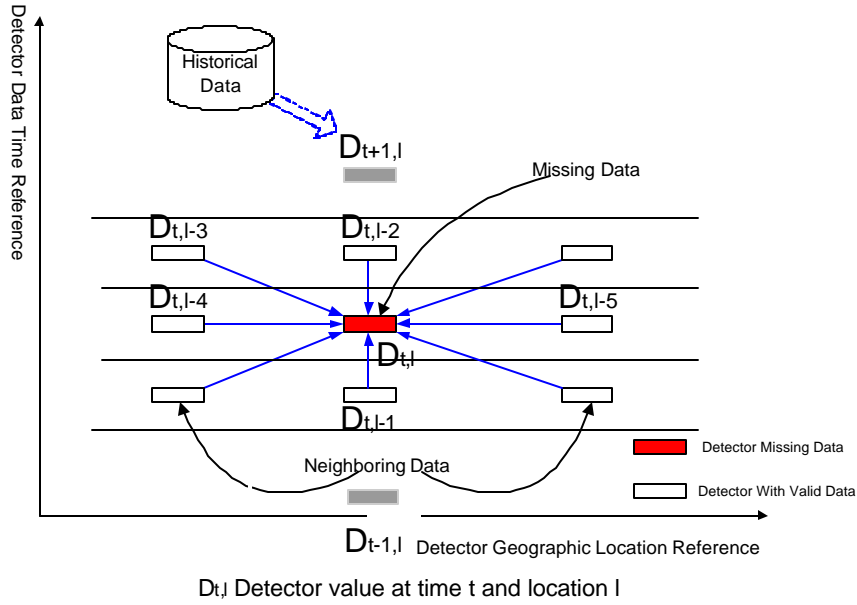 Detector Data Time Reference
Historical
Data
Dt+1,l
Missing Data
Dt,l-3
Dt,l-2
Dt,l-4
Dt,l-5
Dt,l
Dt,l-1
Detector Missing Data
Neighboring Data
Detector With Valid Data
Dt-1,l
Detector Geographic Location Reference
Dt,l Detector value at time t and location l